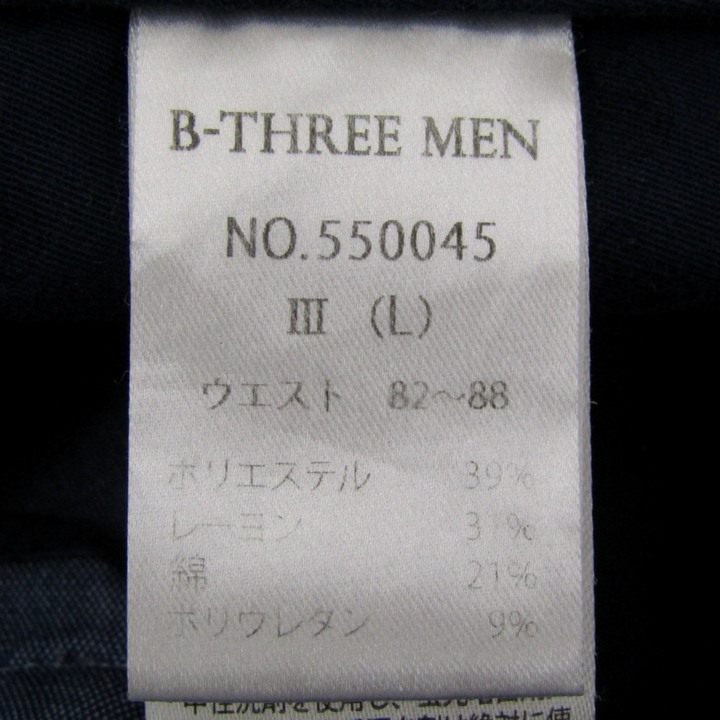 B-THREE MEN
NO.550045
Ⅲ (L)
ウエスト 82〜88
ポリエステル 39%
レーヨン 31%
綿 21%
ポリウレタン 9%